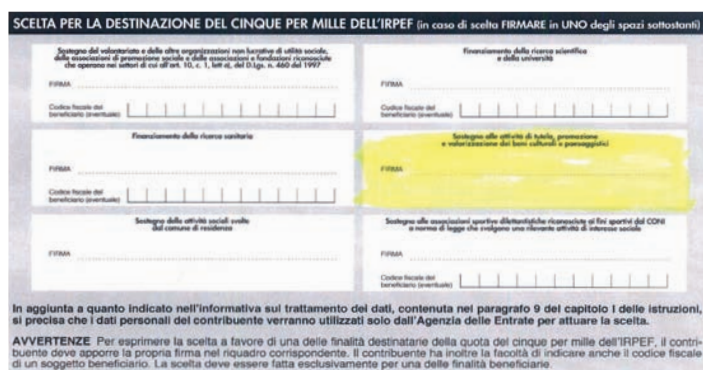 SCELTA PER LA DESTINAZIONE DEL CINQUE PER MILLE DELL'IRPEF (in caso di scelta FIRMARE in UNO degli spazi sottostanti)
Sostegno del volontariato e delle altre organizzazioni non lucrative di utilità sociale,
delle associazioni di promozione sociale e delle associazioni e fondazioni riconosciute
che operano nei settori di cui all'art. 10, c. 1, lett a), del D.Lgs. n. 460 del 1997
FIRMA
Codice fiscale del
beneficiario (eventuale)
Finanziamento della ricerca scientifica
e della università
FIRMA
Codice fiscale del
beneficiario (eventuale)
Finanziamento della ricerca sanitaria
FIRMA
Codice fiscale del
beneficiario (eventuale)
Sostegno alle attività di tutela, promozione
e valorizzazione dei beni culturali e paesaggistici
FIRMA
Sostegno delle attività sociali svolte
dal comune di residenza
FIRMA
Sostegno alle associazioni sportive dilettantistiche riconosciute ai fini sportivi dal CONI
a norma di legge che svolgono una rilevante attività di interesse sociale
FIRMA
Codice fiscale del
beneficiario (eventuale)
In aggiunta a quanto indicato nell'informativa sul trattamento dei dati, contenuta nel paragrafo 9 del capitolo I delle istruzioni,
si precisa che i dati personali del contribuente verranno utilizzati solo dall'Agenzia delle Entrate per attuare la scelta.
AVVERTENZE Per esprimere la scelta a favore di una delle finalità destinatarie della quota del cinque per mille dell'IRPEF, il contri-
buente deve apporre la propria firma nel riquadro corrispondente. Il contribuente ha inoltre la facoltà di indicare anche il codice fiscale
di un soggetto beneficiario. La scelta deve essere fatta esclusivamente per una delle finalità beneficiarie.